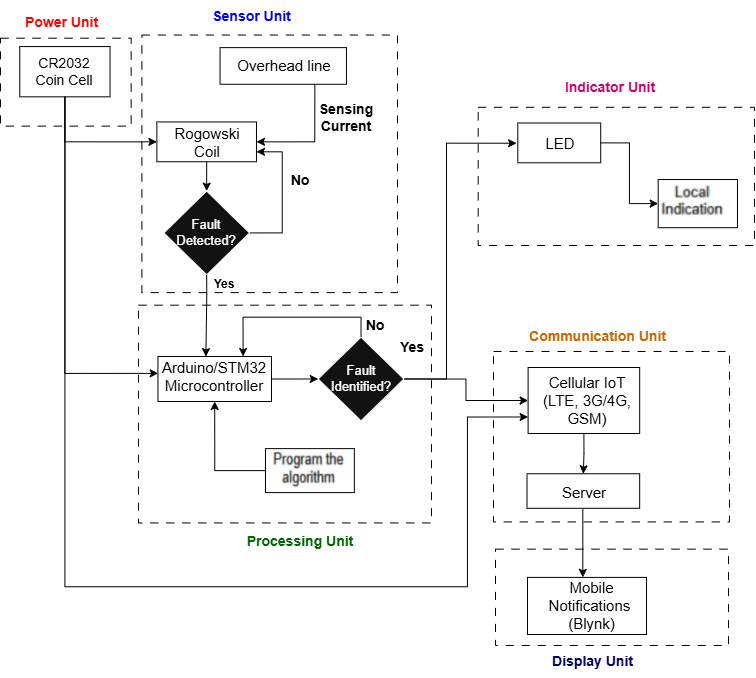 Power Unit
CR2032
Coin Cell
Sensor Unit
Overhead line
Sensing
Current
Rogowski
Coil
No
Fault
Detected?
Yes
Indicator Unit
LED
Local
Indication
No
Yes
Arduino/STM32
Microcontroller
Fault
Identified?
Program the
algorithm
Processing Unit
Communication Unit
Cellular IoT
(LTE, 3G/4G,
GSM)
Server
Mobile
Notifications
(Blynk)
Display Unit